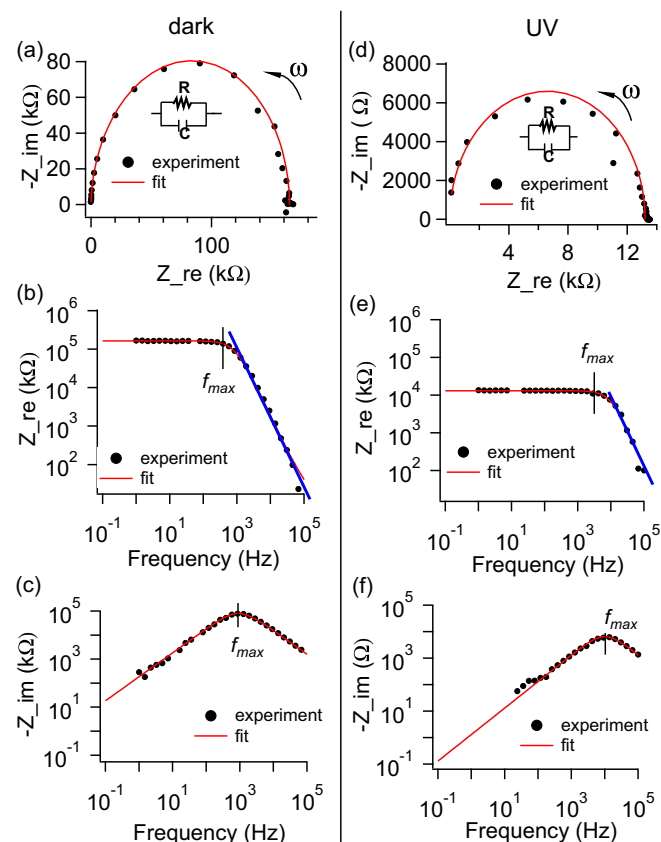 dark
UV
(a)
80
60
40
20
0
-Z_im (kΩ)
R
C
ω
experiment
fit
0
100
Z_re (kΩ)
(d)
8000
6000
4000
2000
0
-Z_im ( Ω)
R
C
ω
experiment
fit
4
8
12
Z_re (kΩ)
(b)
10^6
10^5
10^4
10^3
10^2
Z_re (kΩ)
f_max
experiment
fit
10^-1
10^1
10^3
10^5
Frequency (Hz)
(e)
10^6
10^5
10^4
10^3
10^2
Z_re (kΩ)
f_max
experiment
fit
10^-1
10^1
10^3
10^5
Frequency (Hz)
(c)
10^5
10^3
10^1
10^-1
-Z_im (kΩ)
f_max
experiment
fit
10^-1
10^1
10^3
10^5
Frequency (Hz)
(f)
10^5
10^3
10^1
10^-1
-Z_im (Ω)
f_max
experiment
fit
10^-1
10^1
10^3
10^5
Frequency (Hz)